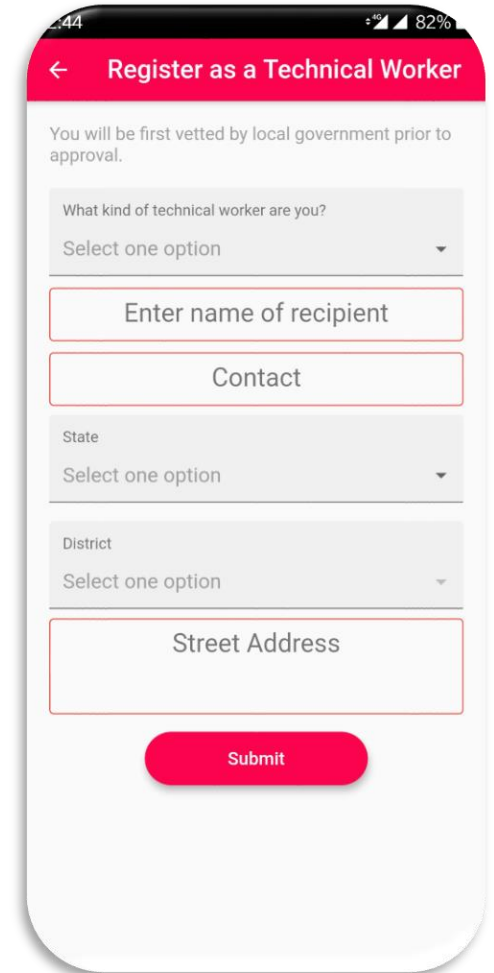 :44 4G 82%
Register as a Technical Worker
You will be first vetted by local government prior to
approval.
What kind of technical worker are you?
Select one option
Enter name of recipient
Contact
State
Select one option
District
Select one option
Street Address
Submit